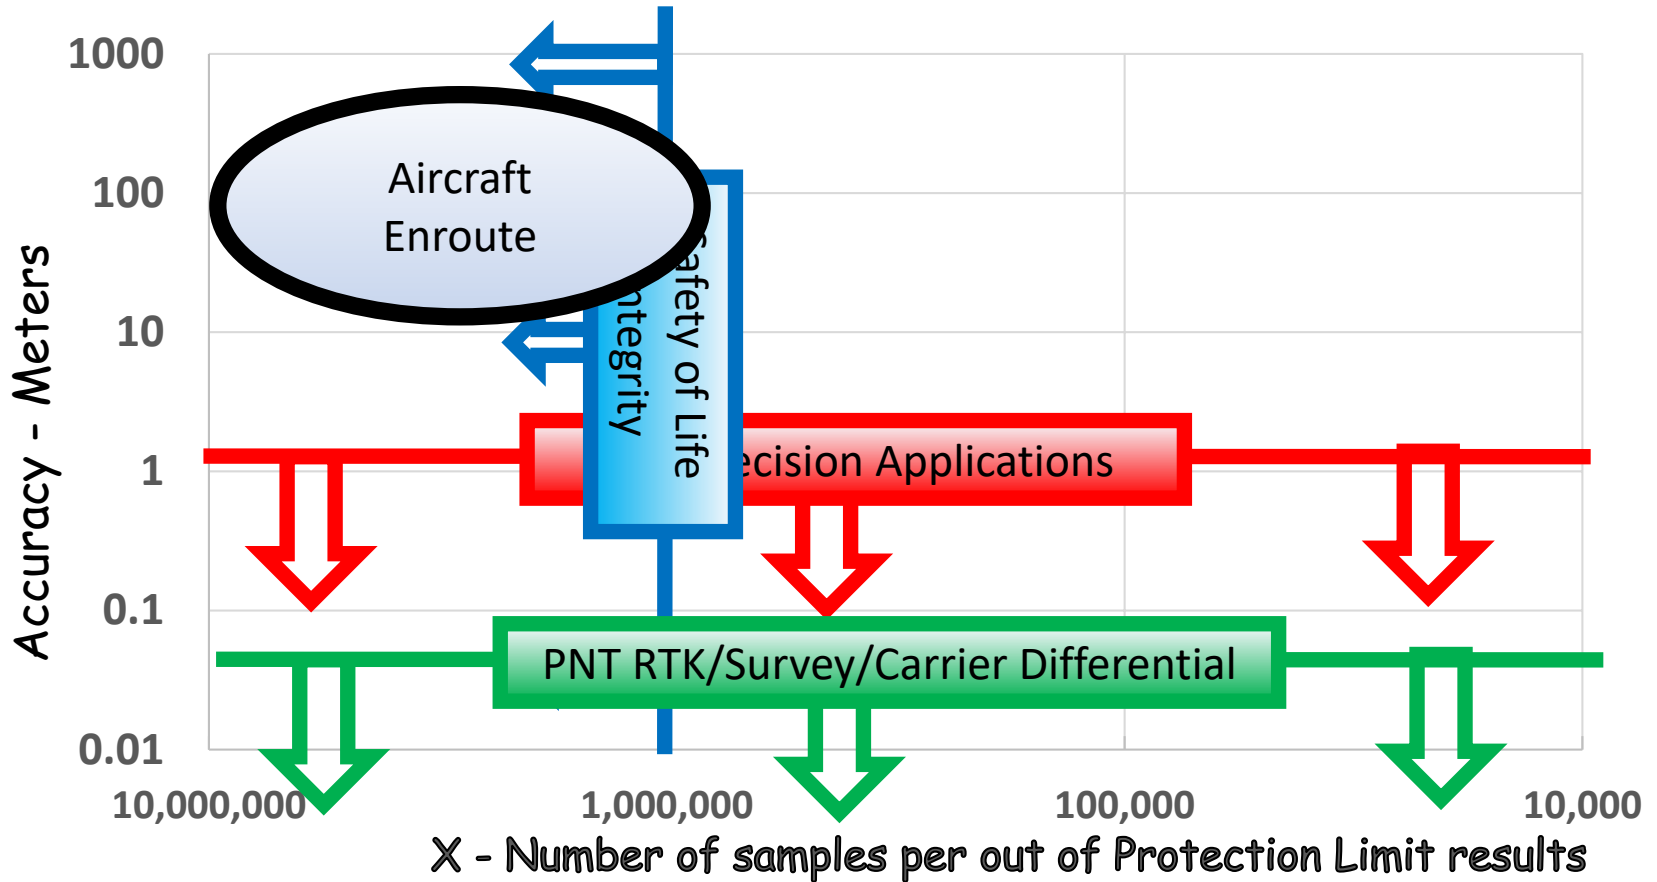 1000
100
10
1
0.1
0.01
Accuracy - Meters
Aircraft
Enroute
Safety of Life
ntegrity
ecision Applications
PNT RTK/Survey/Carrier Differential
10,000,000
1,000,000
100,000
10,000
X - Number of samples per out of Protection Limit results